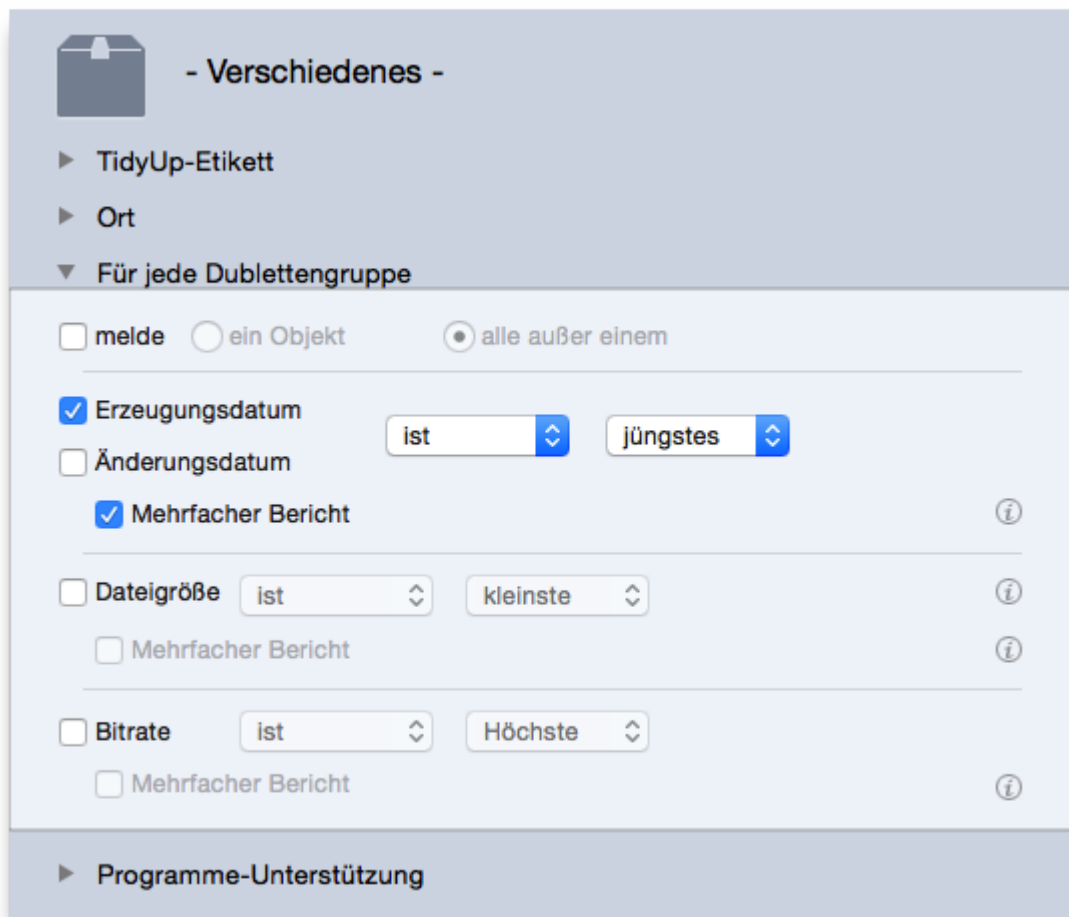 - Verschiedenes -
TidyUp-Etikett
Ort
Für jede Dublettengruppe
melde ein Objekt alle außer einem
Erzeugungsdatum
ist jüngstes
Änderungsdatum
Mehrfacher Bericht
Dateigröße ist kleinste
Mehrfacher Bericht
Bitrate ist Höchste
Mehrfacher Bericht
Programme-Unterstützung